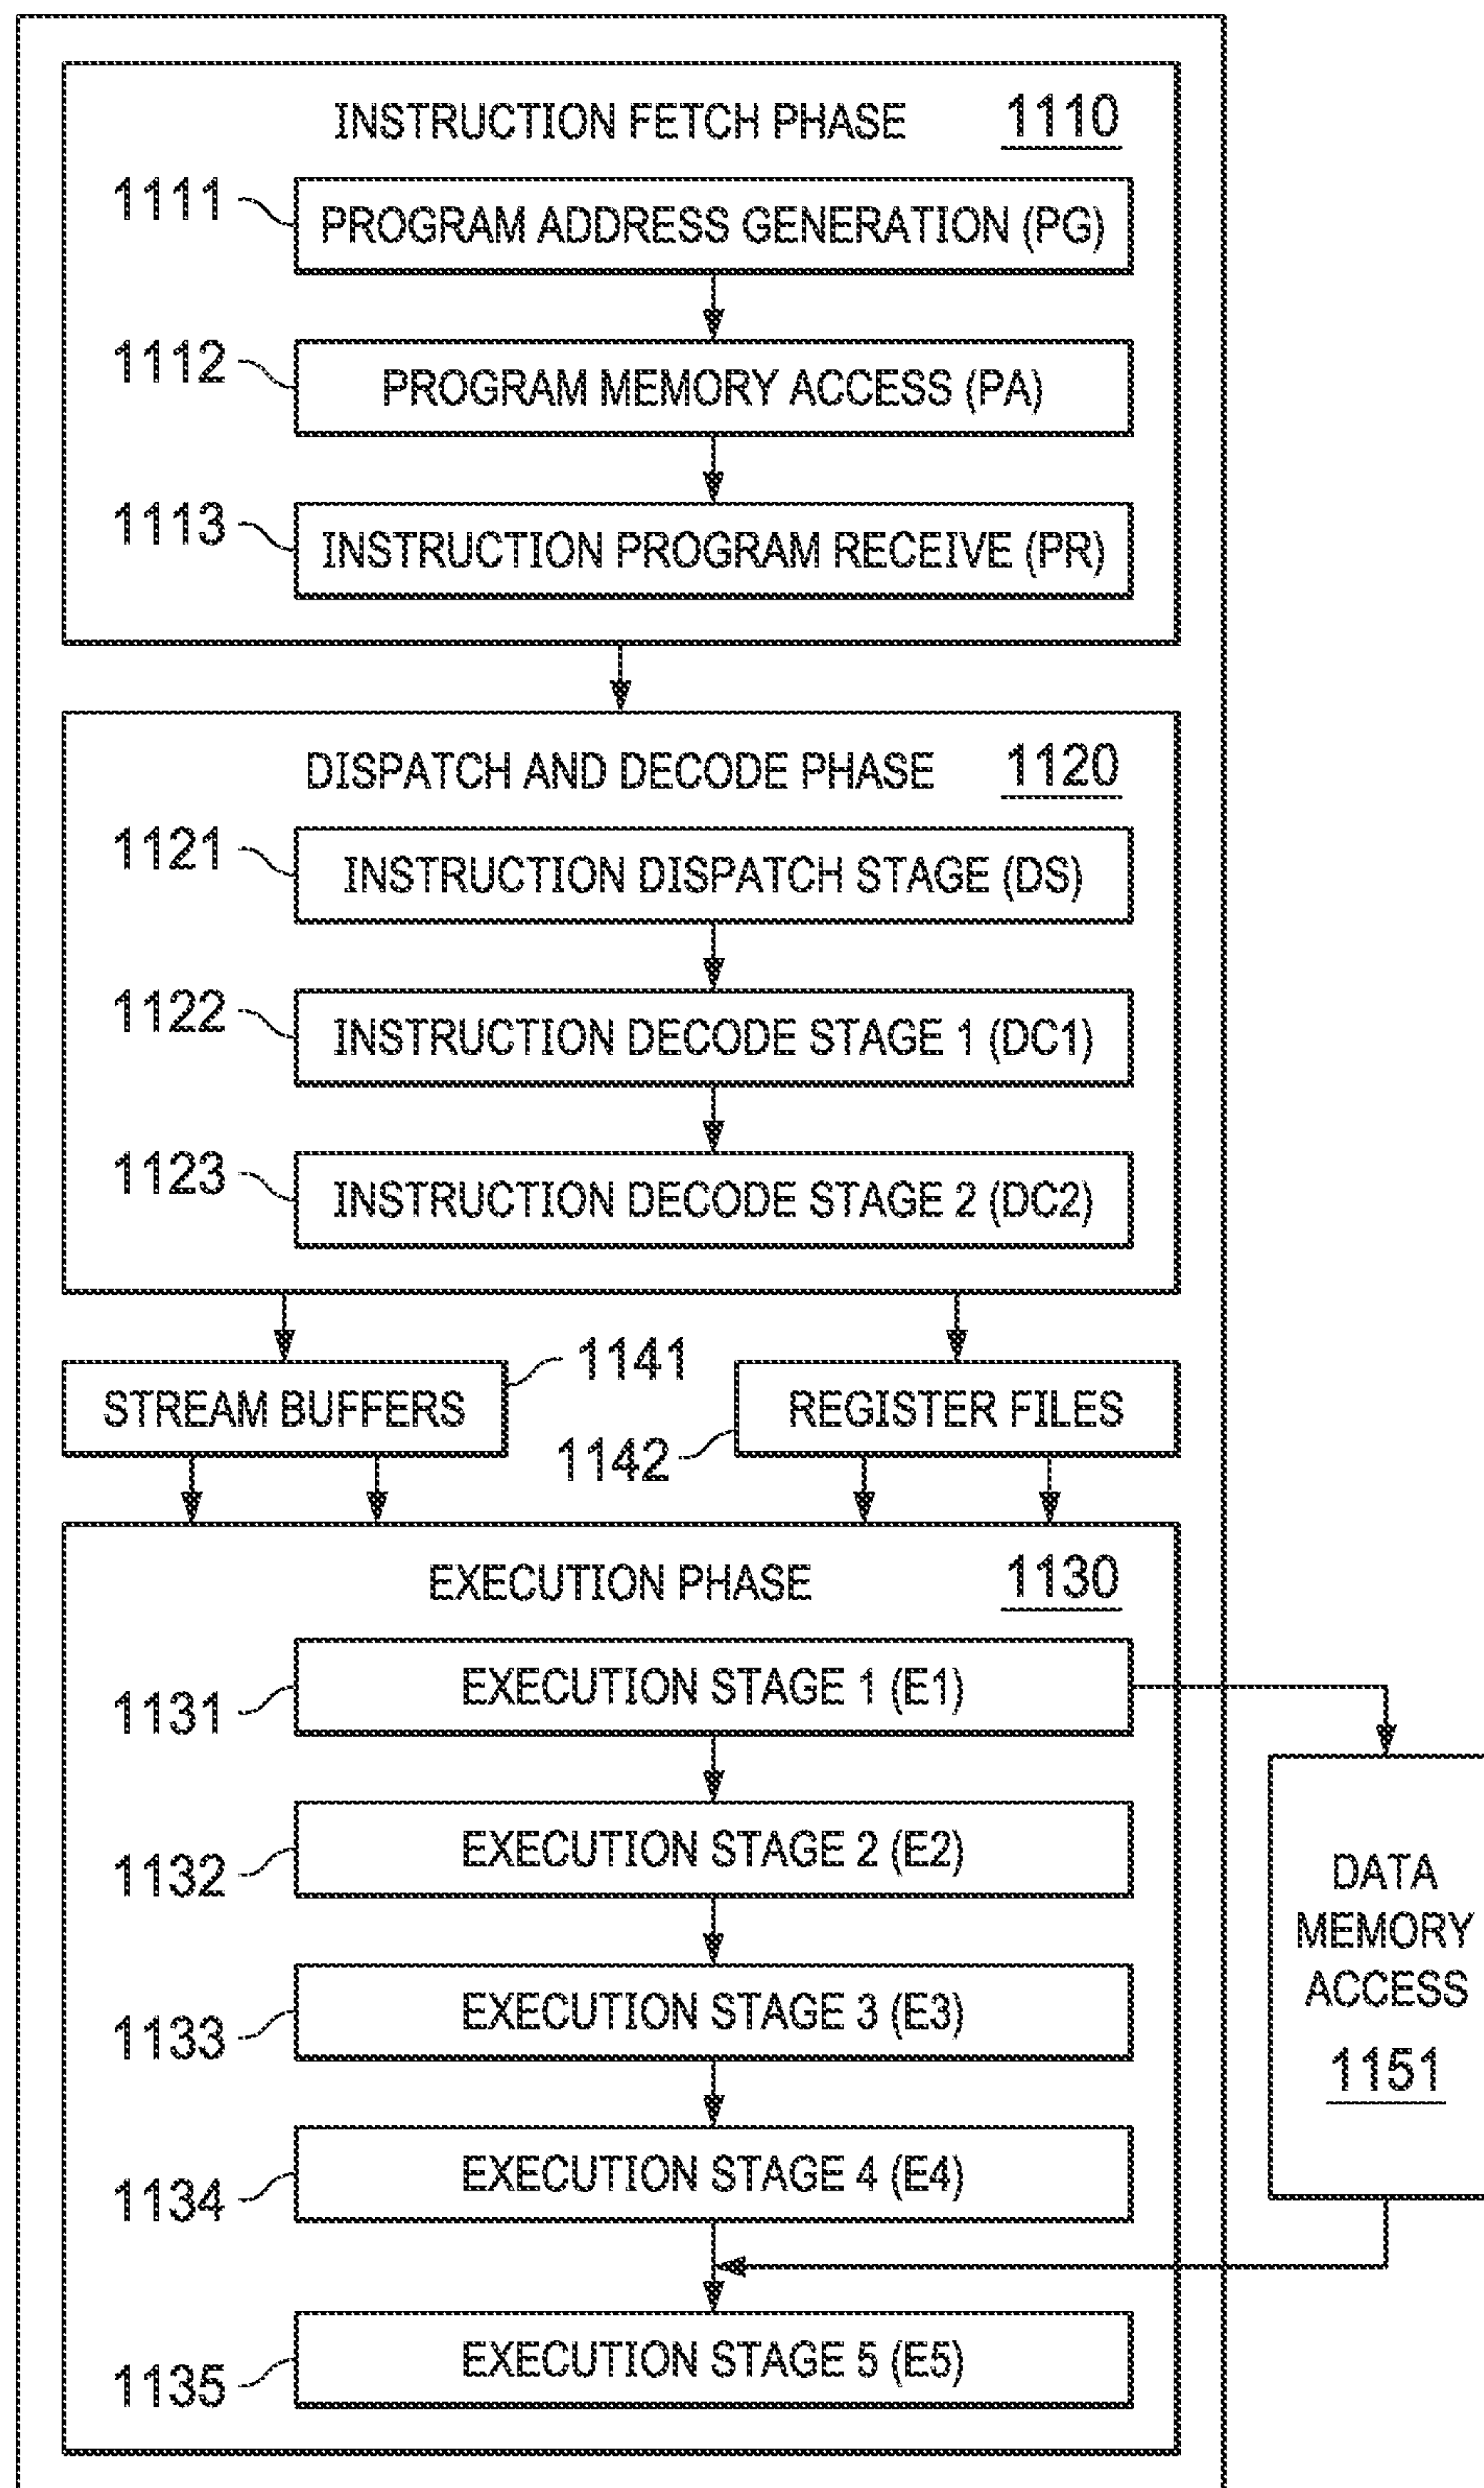 INSTRUCTION FETCH PHASE 1110
1111 PROGRAM ADDRESS GENERATION (PG)
1112 PROGRAM MEMORY ACCESS (PA)
1113 INSTRUCTION PROGRAM RECEIVE (PR)
DISPATCH AND DECODE PHASE 1120
1121 INSTRUCTION DISPATCH STAGE (DS)
1122 INSTRUCTION DECODE STAGE 1 (DC1)
1123 INSTRUCTION DECODE STAGE 2 (DC2)
STREAM BUFFERS 1141
1142 REGISTER FILES
EXECUTION PHASE 1130
1131 EXECUTION STAGE 1 (E1)
1132 EXECUTION STAGE 2 (E2)
1133 EXECUTION STAGE 3 (E3)
1134 EXECUTION STAGE 4 (E4)
1135 EXECUTION STAGE 5 (E5)
DATA
MEMORY
ACCESS
1151